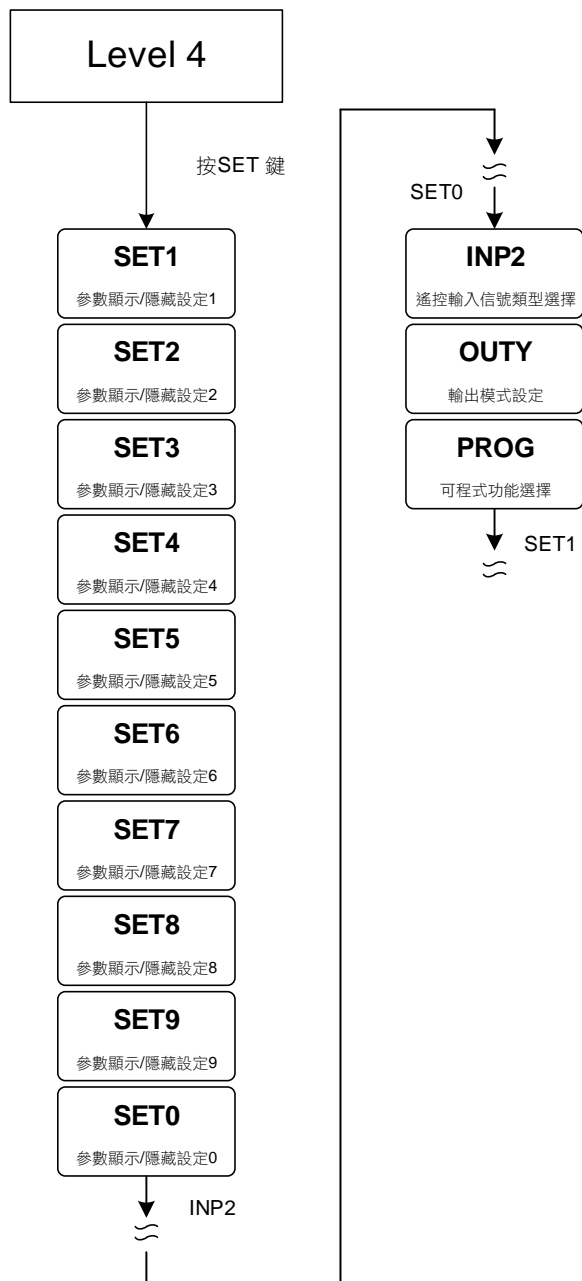 Level 4
按SET 鍵
SET1
參數顯示/隱藏設定1
SET2
參數顯示/隱藏設定2
SET3
參數顯示/隱藏設定3
SET4
參數顯示/隱藏設定4
SET5
參數顯示/隱藏設定5
SET6
參數顯示/隱藏設定6
SET7
參數顯示/隱藏設定7
SET8
參數顯示/隱藏設定8
SET9
參數顯示/隱藏設定9
SET0
參數顯示/隱藏設定0
INP2
SET0
INP2
遙控輸入信號類型選擇
OUTY
輸出模式設定
PROG
可程式功能選擇
SET1